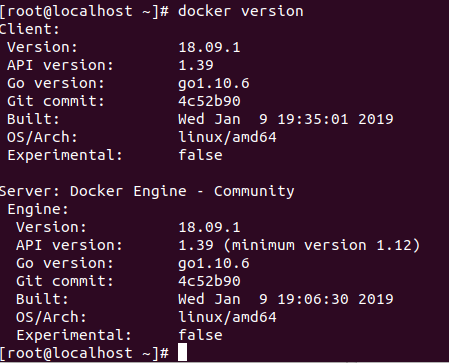 [root@localhost ~]# docker version
Client:
 Version:           18.09.1
 API version:       1.39
 Go version:        go1.10.6
 Git commit:        4c52b90
 Built:             Wed Jan  9 19:35:01 2019
 OS/Arch:           linux/amd64
 Experimental:      false

Server: Docker Engine - Community
 Engine:
  Version:          18.09.1
  API version:      1.39 (minimum version 1.12)
  Go version:       go1.10.6
  Git commit:       4c52b90
  Built:            Wed Jan  9 19:06:30 2019
  OS/Arch:          linux/amd64
  Experimental:     false
[root@localhost ~]#